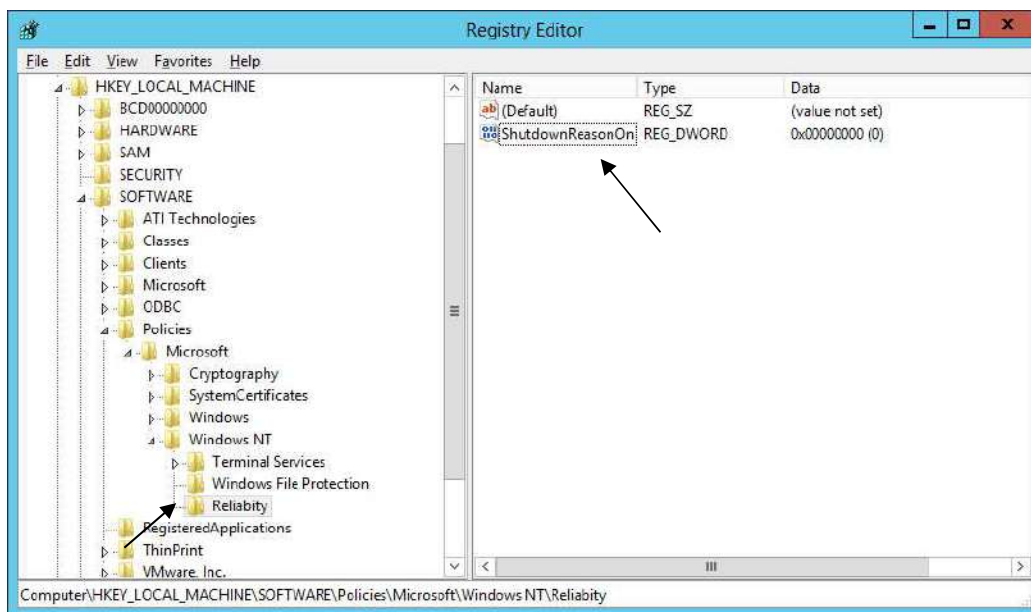 Registry Editor
File Edit View Favorites Help
HKEY_LOCAL_MACHINE
BCD00000000
HARDWARE
SAM
SECURITY
SOFTWARE
ATI Technologies
Classes
Clients
Microsoft
ODBC
Policies
Microsoft
Cryptography
SystemCertificates
Windows
Windows NT
Terminal Services
Windows File Protection
Reliabity
RegisteredApplications
ThinPrint
VMware, Inc.
Name Type Data
(Default) REG_SZ (value not set)
ShutdownReasonOn REG_DWORD 0x00000000 (0)
Computer\HKEY_LOCAL_MACHINE\SOFTWARE\Policies\Microsoft\Windows NT\Reliabity